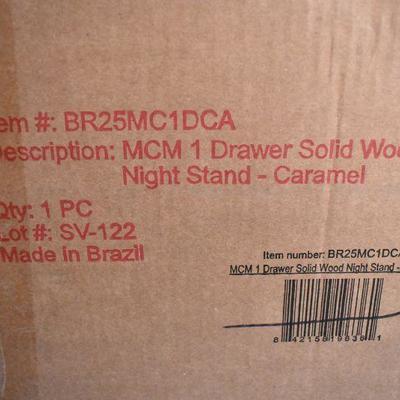 em #: BR25MC1DCA
Description: MCM 1 Drawer Solid Woo
Night Stand - Caramel
Qty: 1 PC
Lot #: SV-122
Made in Brazil
Item number: BR25MC1DCA
MCM 1 Drawer Solid Wood Night Stand -